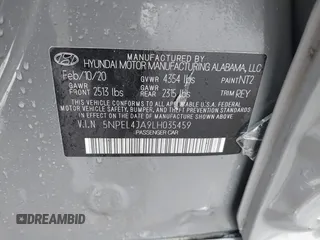 MANUFACTURED BY
HYUNDAI MOTOR MANUFACTURING ALABAMA, LLC
Feb/10/20 GVWR 4354 lbs PAINT NT2
GAWR FRONT 2513 lbs GAWR REAR 2315 lbs TRIM REY
THIS VEHICLE CONFORMS TO ALL APPLICABLE U.S. FEDERAL
MOTOR VEHICLE SAFETY, BUMPER, AND THEFT PREVENTION STANDARDS
IN EFFECT ON THE DATE OF MANUFACTURE SHOWN ABOVE.
V.I.N 5NPEL4JA9LH035459
PASSENGER CAR
DREAMBID